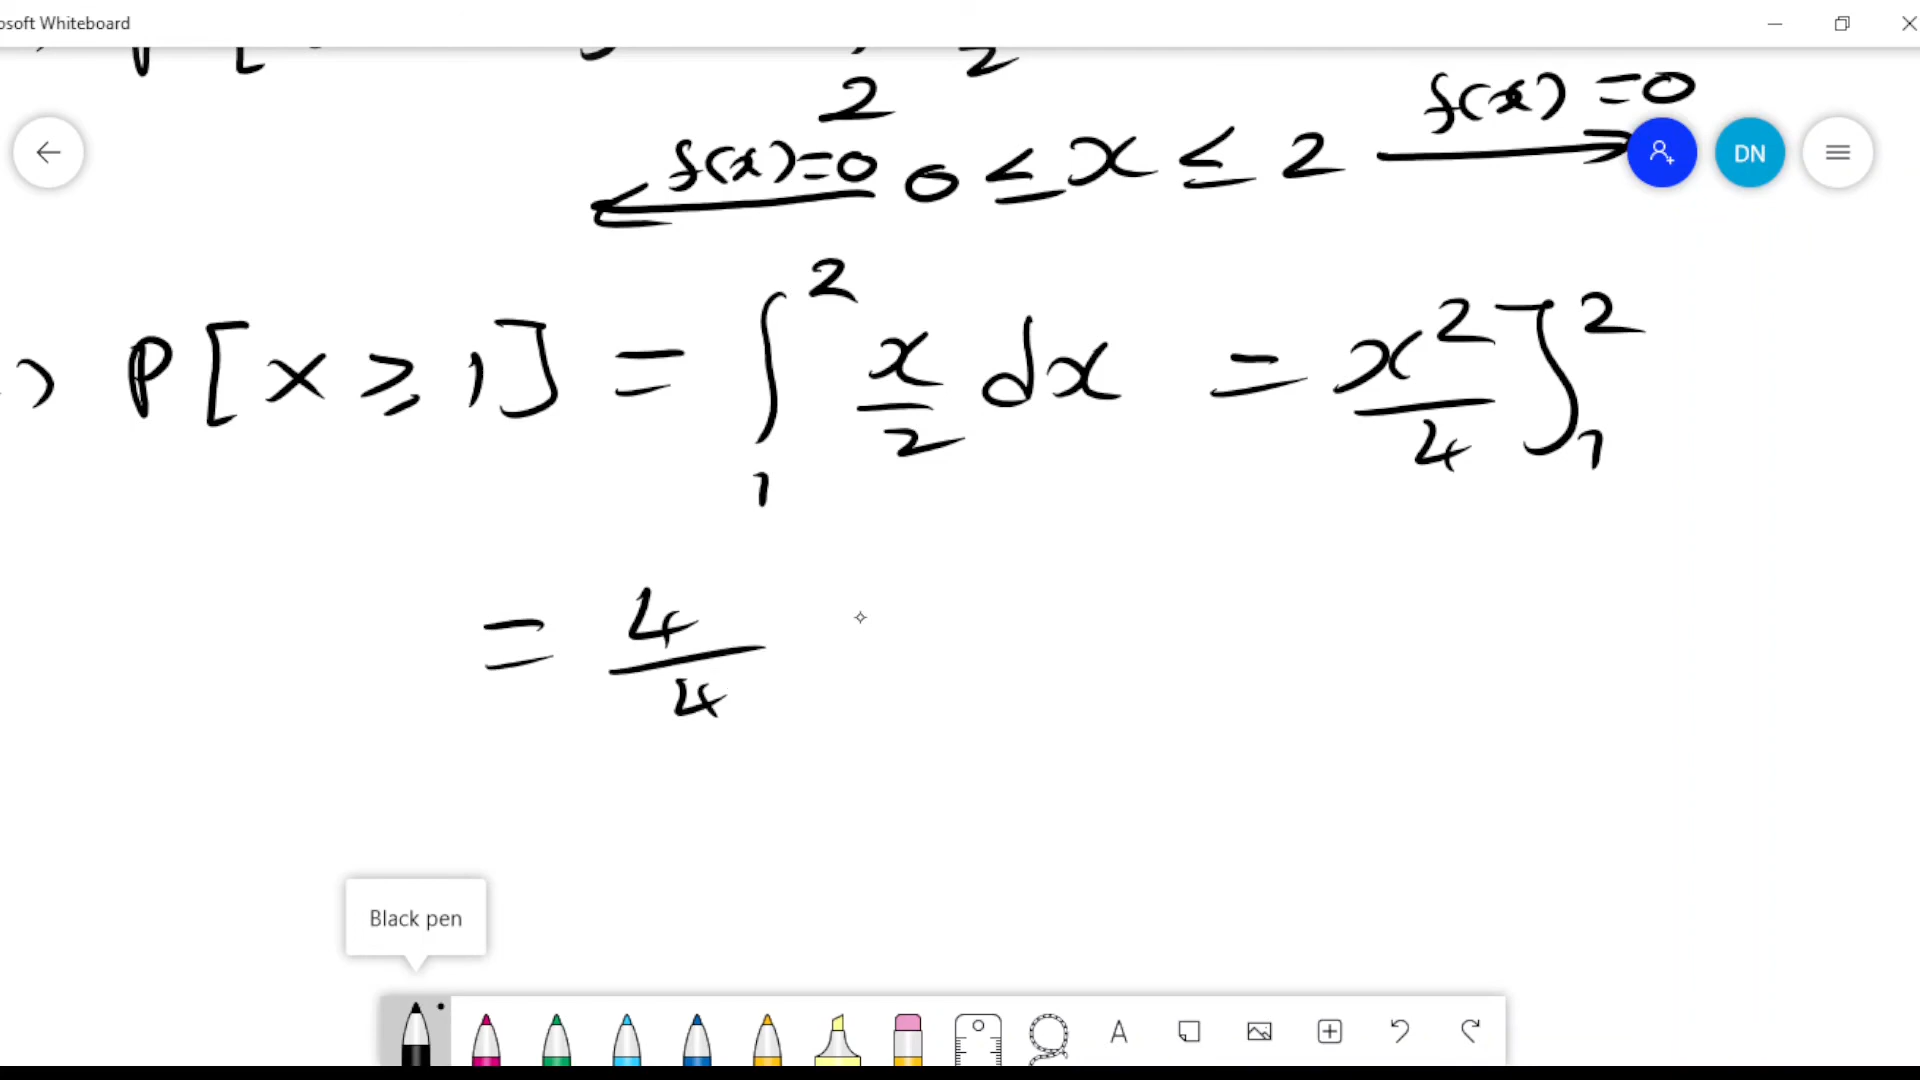 osoft Whiteboard
2
f(x)=0 0 ≤ x ≤ 2 f(x)=0
DN
P[x ≥ 1] = ∫₁² x/2 dx = x²/4]₁²
= 4/4
Black pen
A